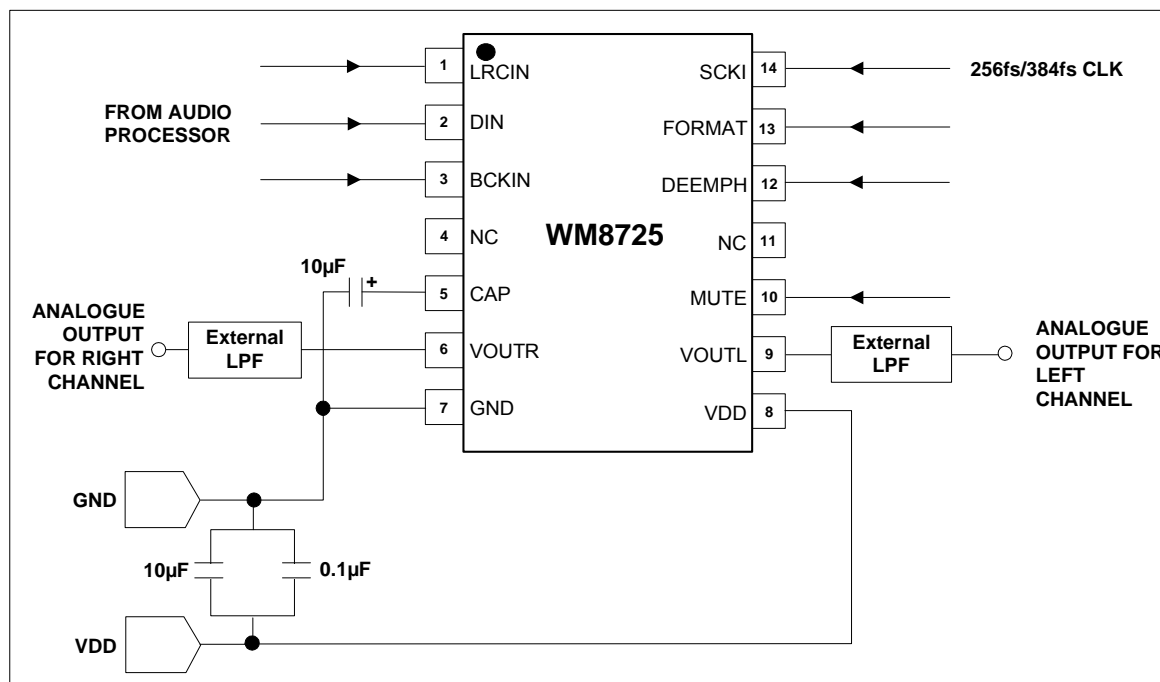 1 LRCIN
SCKI 14
256fs/384fs CLK
FROM AUDIO
PROCESSOR
2 DIN
FORMAT 13
3 BCKIN
DEEMPH 12
4 NC
WM8725
NC 11
10µF
+
5 CAP
MUTE 10
ANALOGUE
OUTPUT
FOR RIGHT
CHANNEL
External
LPF
6 VOUTR
VOUTL 9
External
LPF
ANALOGUE
OUTPUT FOR
LEFT
CHANNEL
7 GND
VDD 8
GND
10µF
0.1µF
VDD